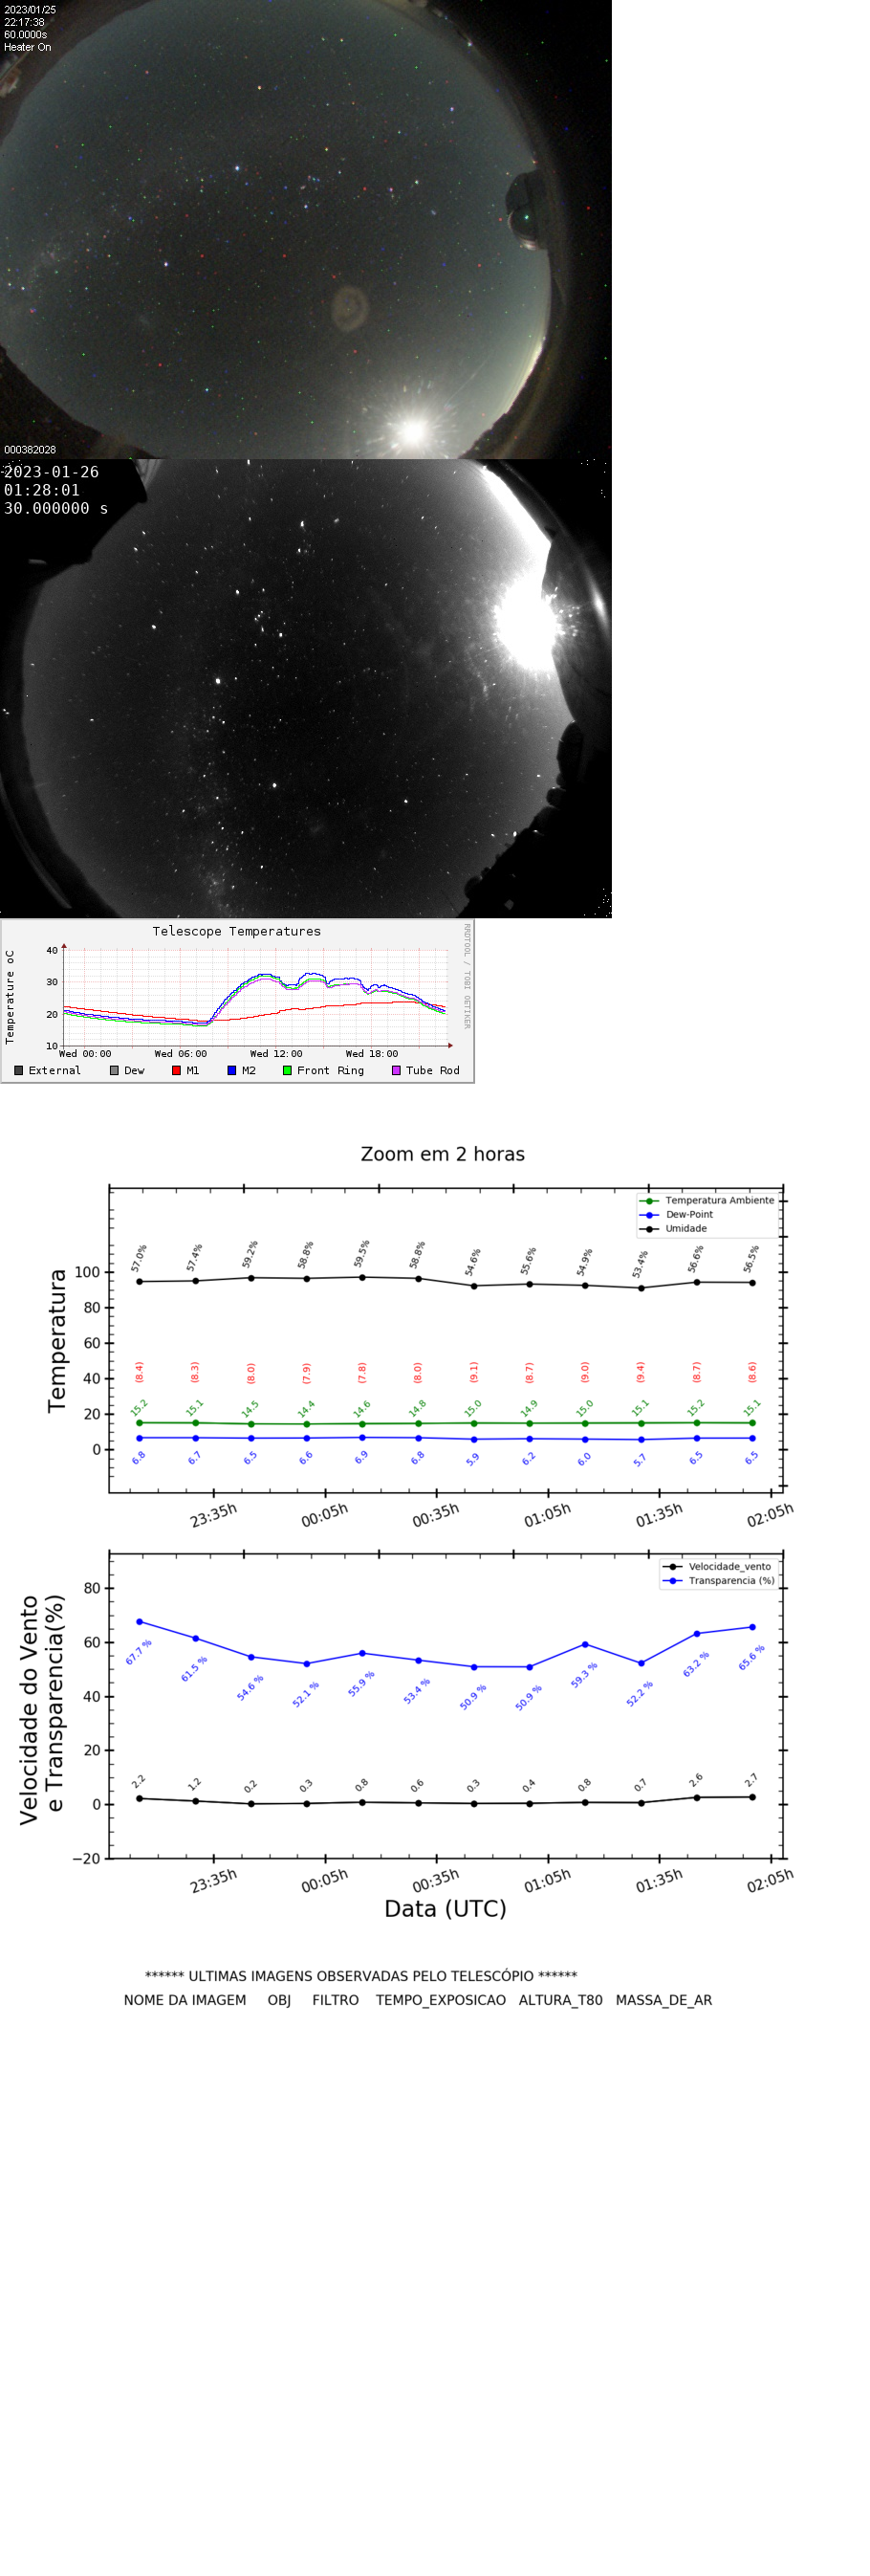 2023/01/25
22:17:38
60.0000s
Heater On
000382028
2023-01-26
01:28:01
30.000000 s
Telescope Temperatures
RRDTOOL / TOBI OETIKER
Temperature oC
40
30
20
10
Wed 00:00 Wed 06:00 Wed 12:00 Wed 18:00
External Dew M1 M2 Front Ring Tube Rod
Zoom em 2 horas
Temperatura Ambiente
Dew-Point
Umidade
Temperatura
100
80
60
40
20
0
57.0% 57.4% 59.2% 58.8% 59.5% 58.8% 54.6% 55.6% 54.9% 53.4% 56.6% 56.5%
(8.4) (8.3) (8.0) (7.9) (7.8) (8.0) (9.1) (8.7) (9.0) (9.4) (8.7) (8.6)
15.2 15.1 14.5 14.4 14.6 14.8 15.0 14.9 15.0 15.1 15.2 15.1
6.8 6.7 6.5 6.6 6.9 6.8 5.9 6.2 6.0 5.7 6.5 6.5
23:35h 00:05h 00:35h 01:05h 01:35h 02:05h
Velocidade_vento
Transparencia (%)
Velocidade do Vento
e Transparencia(%)
80
60
40
20
0
−20
67.7 % 61.5 % 54.6 % 52.1 % 55.9 % 53.4 % 50.9 % 50.9 % 59.3 % 52.2 % 63.2 % 65.6 %
2.2 1.2 0.2 0.3 0.8 0.6 0.3 0.4 0.8 0.7 2.6 2.7
23:35h 00:05h 00:35h 01:05h 01:35h 02:05h
Data (UTC)
****** ULTIMAS IMAGENS OBSERVADAS PELO TELESCÓPIO ******
NOME DA IMAGEM OBJ FILTRO TEMPO_EXPOSICAO ALTURA_T80 MASSA_DE_AR